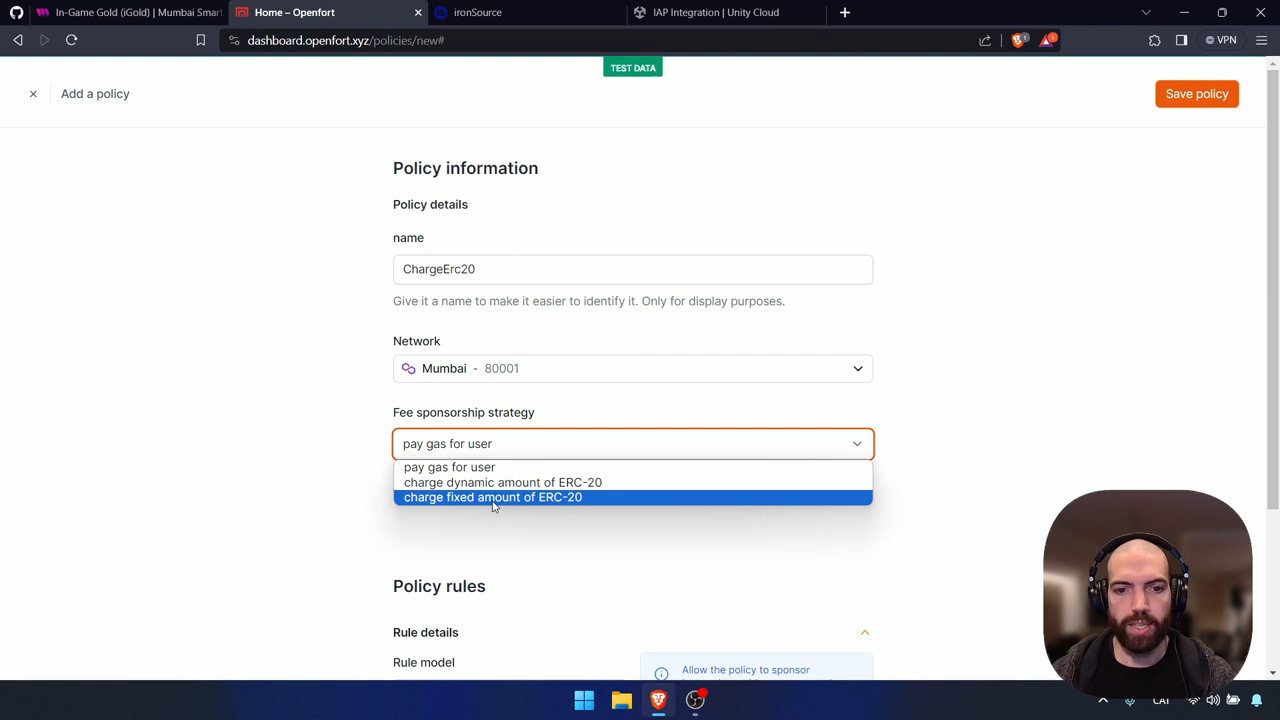 In-Game Gold (iGold) | Mumbai Smart
Home – Openfort
ironSource
IAP Integration | Unity Cloud
dashboard.openfort.xyz/policies/new#
1
1
VPN
TEST DATA
Add a policy
Save policy
Policy information
Policy details
name
ChargeErc20
Give it a name to make it easier to identify it. Only for display purposes.
Network
Mumbai - 80001
Fee sponsorship strategy
pay gas for user
pay gas for user
charge dynamic amount of ERC-20
charge fixed amount of ERC-20
Policy rules
Rule details
Rule model
Allow the policy to sponsor
CAT